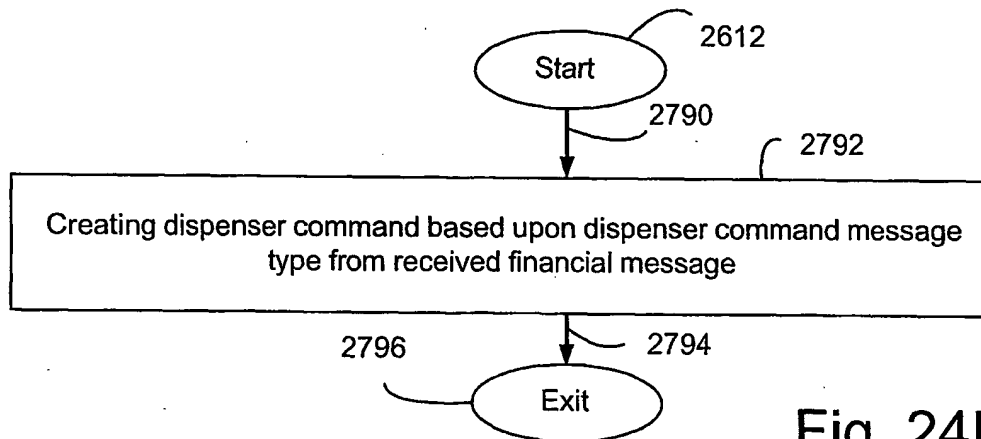 2612
Start
2790
2792
Creating dispenser command based upon dispenser command message
type from received financial message
2796
2794
Exit
Fig.